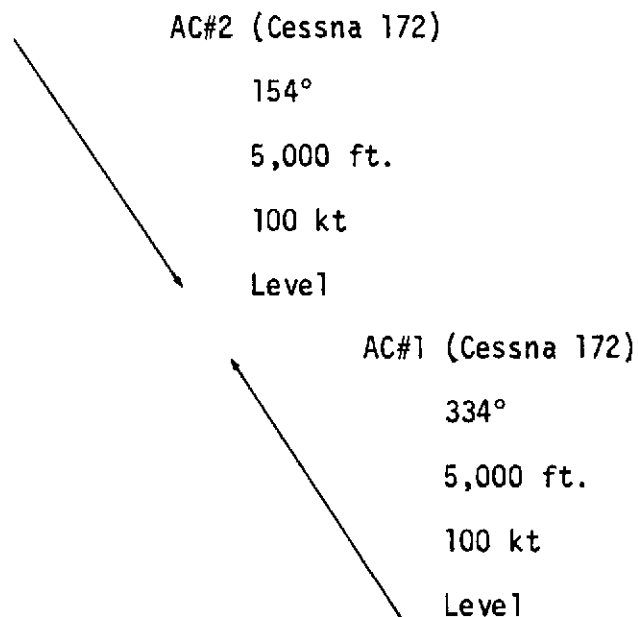 AC#2 (Cessna 172)
154°
5,000 ft.
100 kt
Level
AC#1 (Cessna 172)
334°
5,000 ft.
100 kt
Level